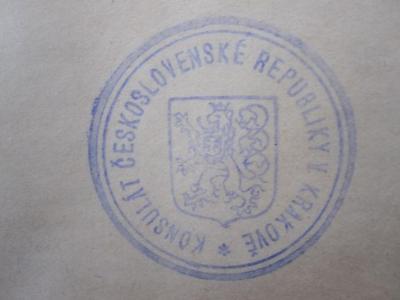 KONSULÁT ČESKOSLOVENSKÉ REPUBLIKY V KRAKOVĚ *